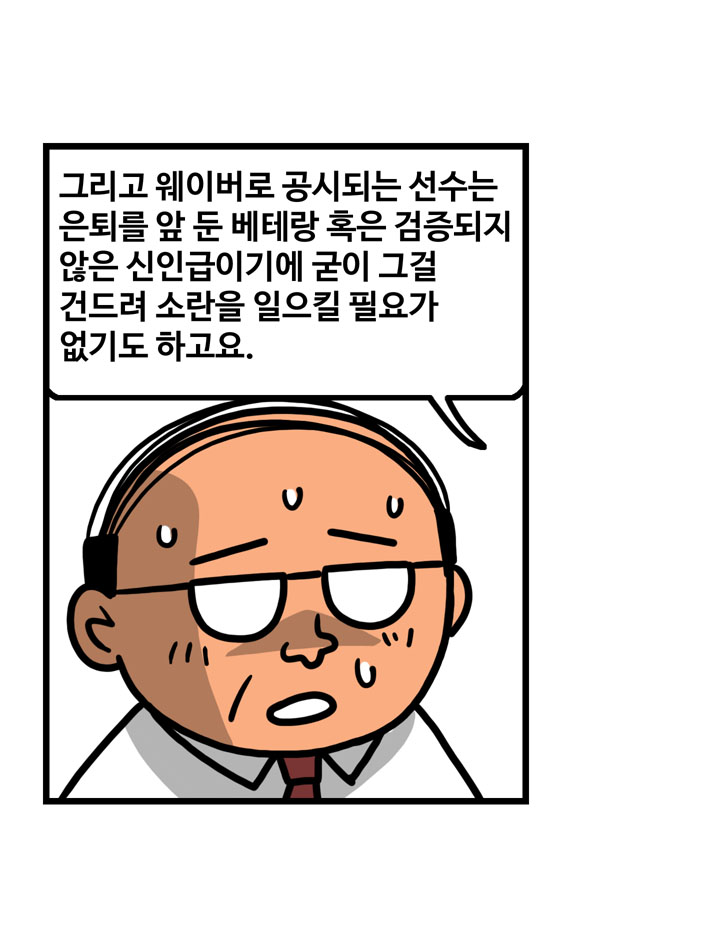 그리고 웨이버로 공시되는 선수는
은퇴를 앞 둔 베테랑 혹은 검증되지
않은 신인급이기에 굳이 그걸
건드려 소란을 일으킬 필요가
없기도 하고요.